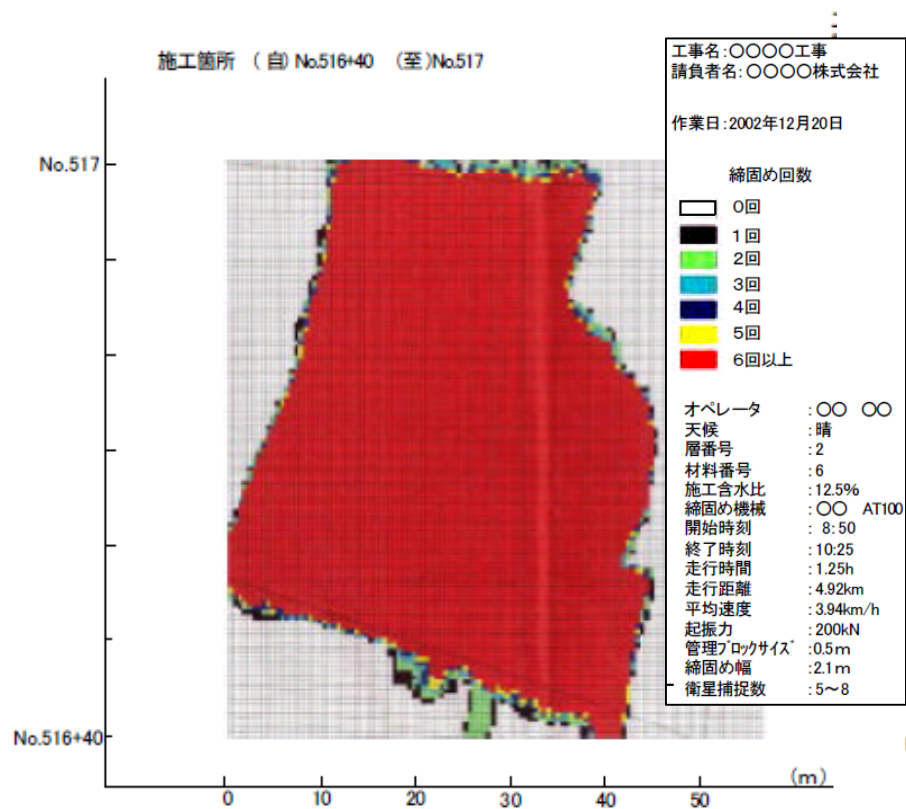 施工箇所 （自）No.516+40 （至）No.517
工事名：〇〇〇〇工事
請負者名：〇〇〇〇株式会社
作業日：2002年12月20日
締固め回数
0回
1回
2回
3回
4回
5回
6回以上
オペレータ ：〇〇 〇〇
天候 ：晴
層番号 ：2
材料番号 ：6
施工含水比 ：12.5%
締固め機械 ：〇〇 AT100
開始時刻 ：8:50
終了時刻 ：10:25
走行時間 ：1.25h
走行距離 ：4.92km
平均速度 ：3.94km/h
起振力 ：200kN
管理ブロックサイズ ：0.5m
締固め幅 ：2.1m
衛星捕捉数 ：5～8
No.517
No.516+40
(m)
0 10 20 30 40 50